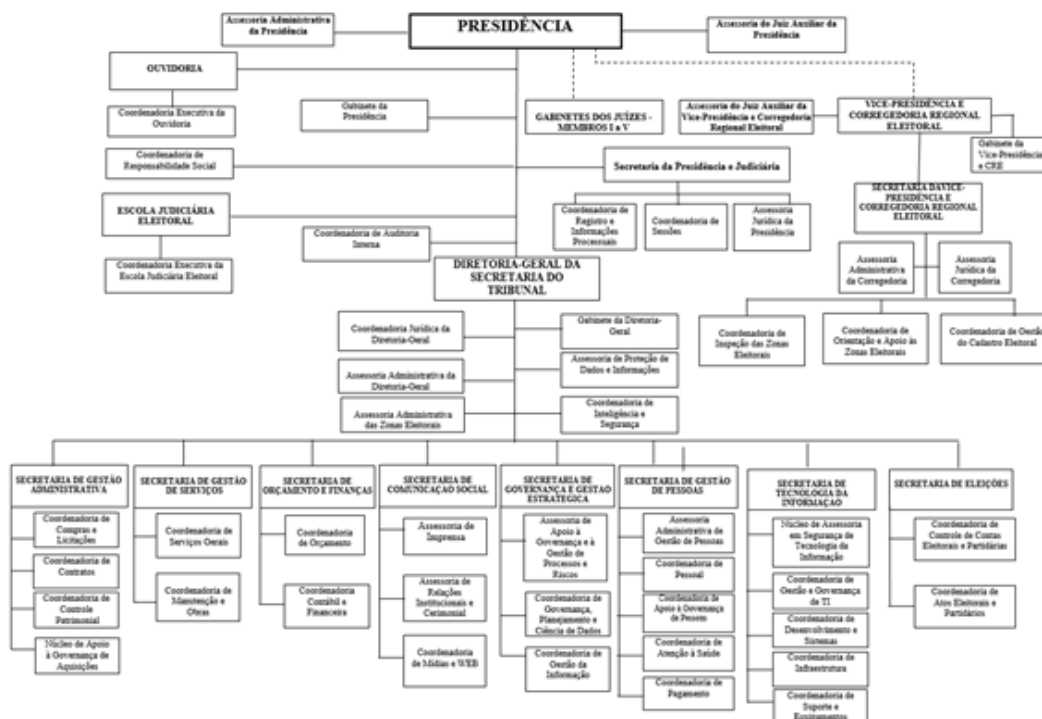 Assessoria Administrativa
da Presidência
PRESIDÊNCIA
Assessoria do Juiz Auxiliar da
Presidência
OUVIDORIA
Coordenadoria Executiva da
Ouvidoria
Gabinete da
Presidência
GABINETES DOS JUÍZES -
MEMBROS I a V
Assessoria do Juiz Auxiliar da
Vice-Presidência e Corregedoria
Regional Eleitoral
VICE-PRESIDÊNCIA E
CORREGEDORIA REGIONAL
ELEITORAL
Gabinete da
Vice-Presidência
e CRE
Coordenadoria de
Responsabilidade Social
Secretaria da Presidência e Judiciária
SECRETARIA DAVICE-
PRESIDÊNCIA E
CORREGEDORIA REGIONAL
ELEITORAL
ESCOLA JUDICIÁRIA
ELEITORAL
Coordenadoria de
Registro e
Informações
Processuais
Coordenadoria de
Sessões
Assessoria
Jurídica da
Presidência
Coordenadoria de Auditoria
Interna
Coordenadoria Executiva da
Escola Judiciária Eleitoral
Assessoria
Administrativa
da Corregedoria
Assessoria
Jurídica da
Corregedoria
DIRETORIA-GERAL DA
SECRETARIA DO
TRIBUNAL
Coordenadoria de
Inspeção das Zonas
Eleitorais
Coordenadoria de
Orientação e Apoio às
Zonas Eleitorais
Coordenadoria de Gestão
do Cadastro Eleitoral
Coordenadoria Jurídica da
Diretoria-Geral
Gabinete da Diretoria-
Geral
Assessoria Administrativa da
Diretoria-Geral
Assessoria de Proteção de
Dados e Informações
Assessoria Administrativa
das Zonas Eleitorais
Coordenadoria de
Inteligência e
Segurança
SECRETARIA DE GESTÃO
ADMINISTRATIVA
Coordenadoria de
Compras e
Licitações
Coordenadoria de
Contratos
Coordenadoria de
Controle
Patrimonial
Núcleo de Apoio
à Governança de
Aquisições
SECRETARIA DE GESTÃO
DE SERVIÇOS
Coordenadoria de
Serviços Gerais
Coordenadoria de
Manutenção e
Obras
SECRETARIA DE
ORÇAMENTO E FINANÇAS
Coordenadoria
de Orçamento
Coordenadoria
Contábil e
Financeira
SECRETARIA DE
COMUNICAÇAO SOCIAL
Assessoria de
Imprensa
Assessoria de
Relações
Institucionais e
Cerimonial
Coordenadoria
de Mídias e WEB
SECRETARIA DE
GOVERNANÇA E GESTAO
ESTRATEGICA
Assessoria de
Apoio à
Governança e à
Gestão de
Processos e
Riscos
Coordenadoria de
Governança,
Planejamento e
Ciência de Dados
Coordenadoria de
Gestão da
Informação
SECRETARIA DE GESTÃO
DE PESSOAS
Assessoria
Administrativa de
Gestão de Pessoas
Coordenadoria de
Pessoal
Coordenadoria de
Apoio à Governança
de Pessoas
Coordenadoria de
Atenção à Saúde
Coordenadoria de
Pagamento
SECRETARIA DE
TECNOLOGIA DA
INFORMAÇAO
Núcleo de Assessoria
em Segurança de
Tecnologia da
Informação
Coordenadoria de
Gestão e Governança
de TI
Coordenadoria de
Desenvolvimento e
Sistemas
Coordenadoria de
Infraestrutura
Coordenadoria de
Suporte e
Equipamentos
SECRETARIA DE ELEIÇÕES
Coordenadoria de
Controle de Contas
Eleitorais e Partidárias
Coordenadoria de
Atos Eleitorais e
Partidários